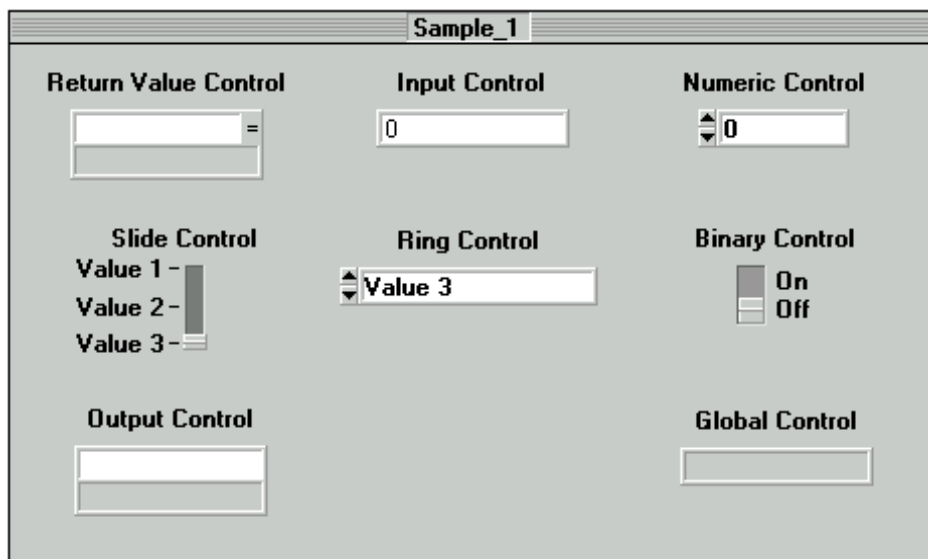 Sample_1
Return Value Control
=
Input Control
0
Numeric Control
0
Slide Control
Value 1
Value 2
Value 3
Ring Control
Value 3
Binary Control
On
Off
Output Control
Global Control